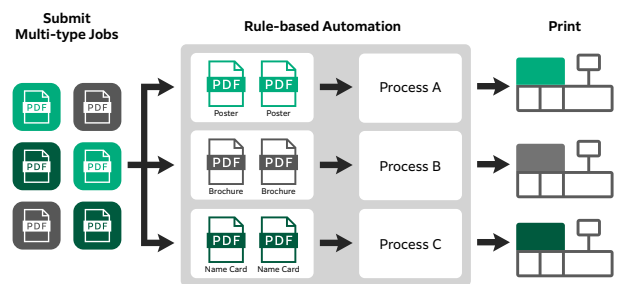 Submit
Multi-type Jobs
Rule-based Automation
Print
PDF PDF
PDF PDF
PDF PDF
PDF PDF
Poster Poster
Process A
PDF PDF
Brochure Brochure
Process B
PDF PDF
Name Card Name Card
Process C